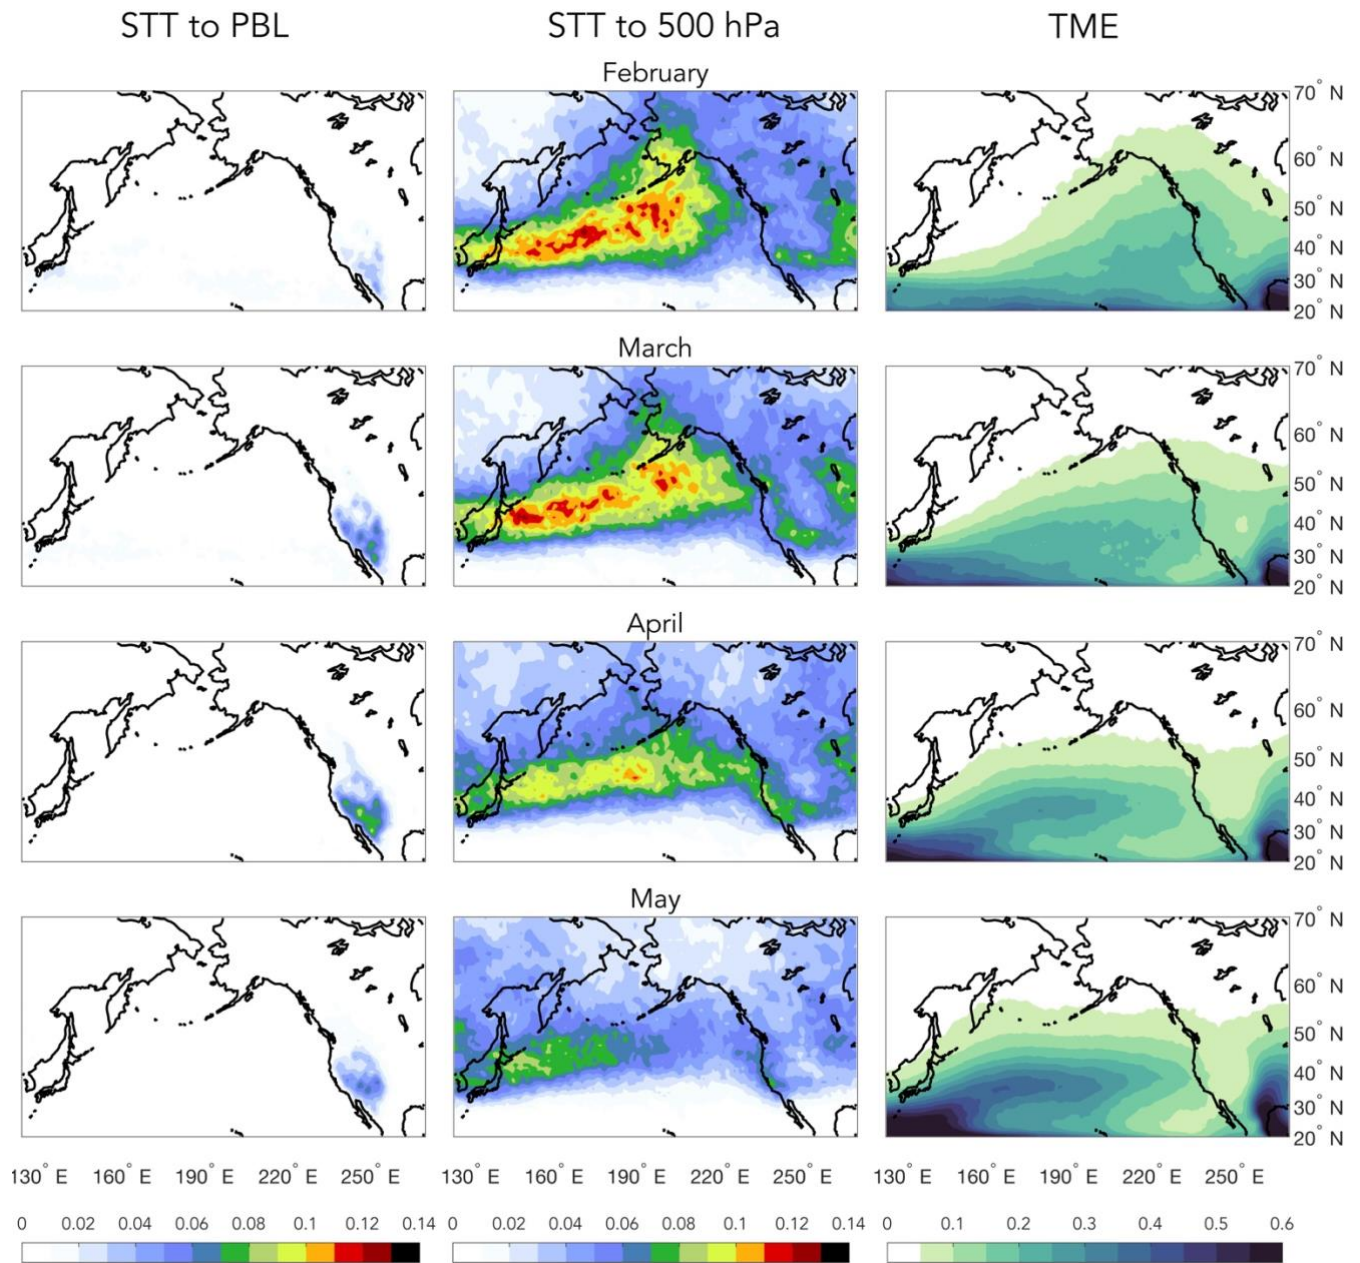 STT to PBL STT to 500 hPa TME
February
70° N
60° N
50° N
40° N
30° N
20° N
March
70° N
60° N
50° N
40° N
30° N
20° N
April
70° N
60° N
50° N
40° N
30° N
20° N
May
70° N
60° N
50° N
40° N
30° N
20° N
130° E 160° E 190° E 220° E 250° E 130° E 160° E 190° E 220° E 250° E 130° E 160° E 190° E 220° E 250° E
0 0.02 0.04 0.06 0.08 0.1 0.12 0.14 0 0.02 0.04 0.06 0.08 0.1 0.12 0.14 0 0.1 0.2 0.3 0.4 0.5 0.6